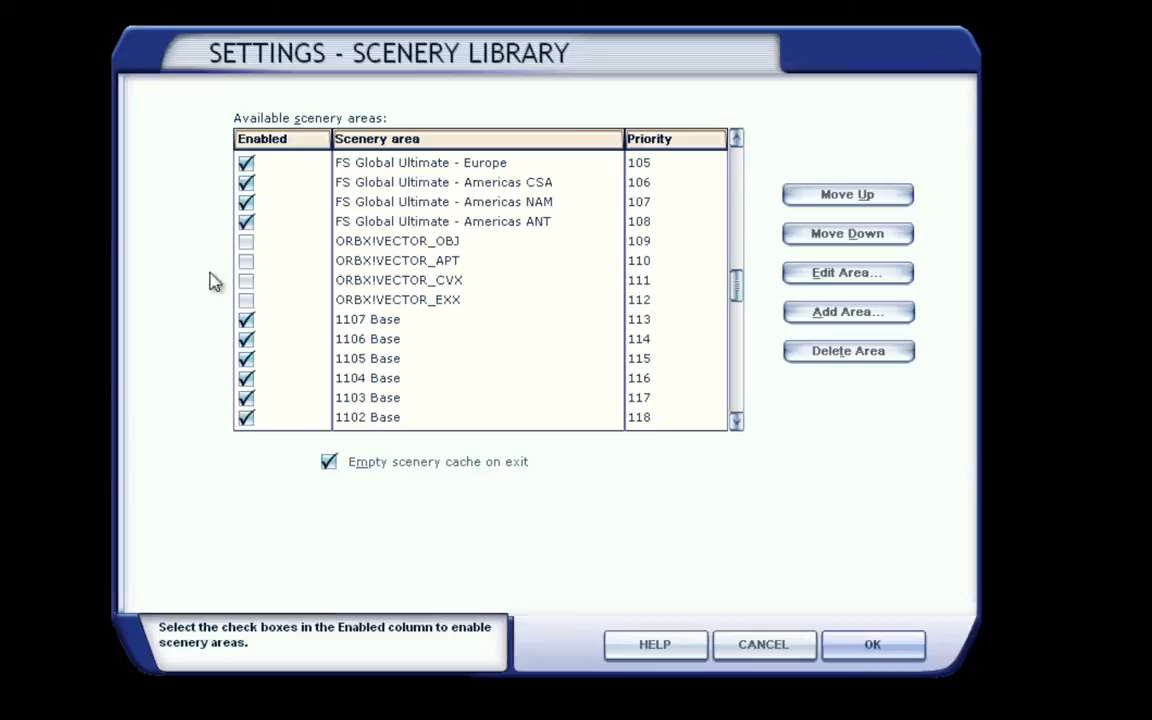 SETTINGS - SCENERY LIBRARY
Available scenery areas:
Enabled Scenery area Priority
FS Global Ultimate - Europe 105
FS Global Ultimate - Americas CSA 106
FS Global Ultimate - Americas NAM 107
FS Global Ultimate - Americas ANT 108
ORBX!VECTOR_OBJ 109
ORBX!VECTOR_APT 110
ORBX!VECTOR_CVX 111
ORBX!VECTOR_EXX 112
1107 Base 113
1106 Base 114
1105 Base 115
1104 Base 116
1103 Base 117
1102 Base 118
Move Up
Move Down
Edit Area...
Add Area...
Delete Area
Empty scenery cache on exit
Select the check boxes in the Enabled column to enable
scenery areas.
HELP CANCEL OK